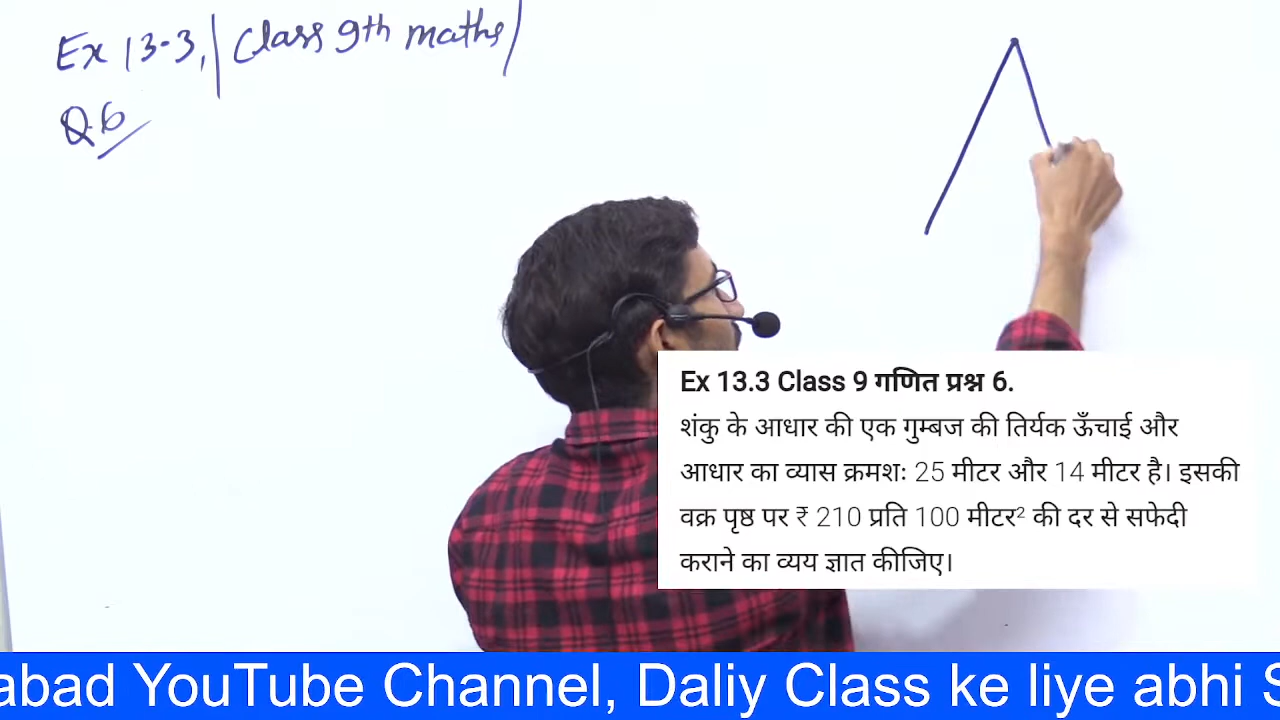 Ex 13.3, | Class 9th maths |
Q.6
Ex 13.3 Class 9 गणित प्रश्न 6.
शंकु के आधार की एक गुम्बज की तिर्यक ऊँचाई और
आधार का व्यास क्रमशः 25 मीटर और 14 मीटर है। इसकी
वक्र पृष्ठ पर ₹ 210 प्रति 100 मीटर² की दर से सफेदी
कराने का व्यय ज्ञात कीजिए।
abad YouTube Channel, Daliy Class ke liye abhi S